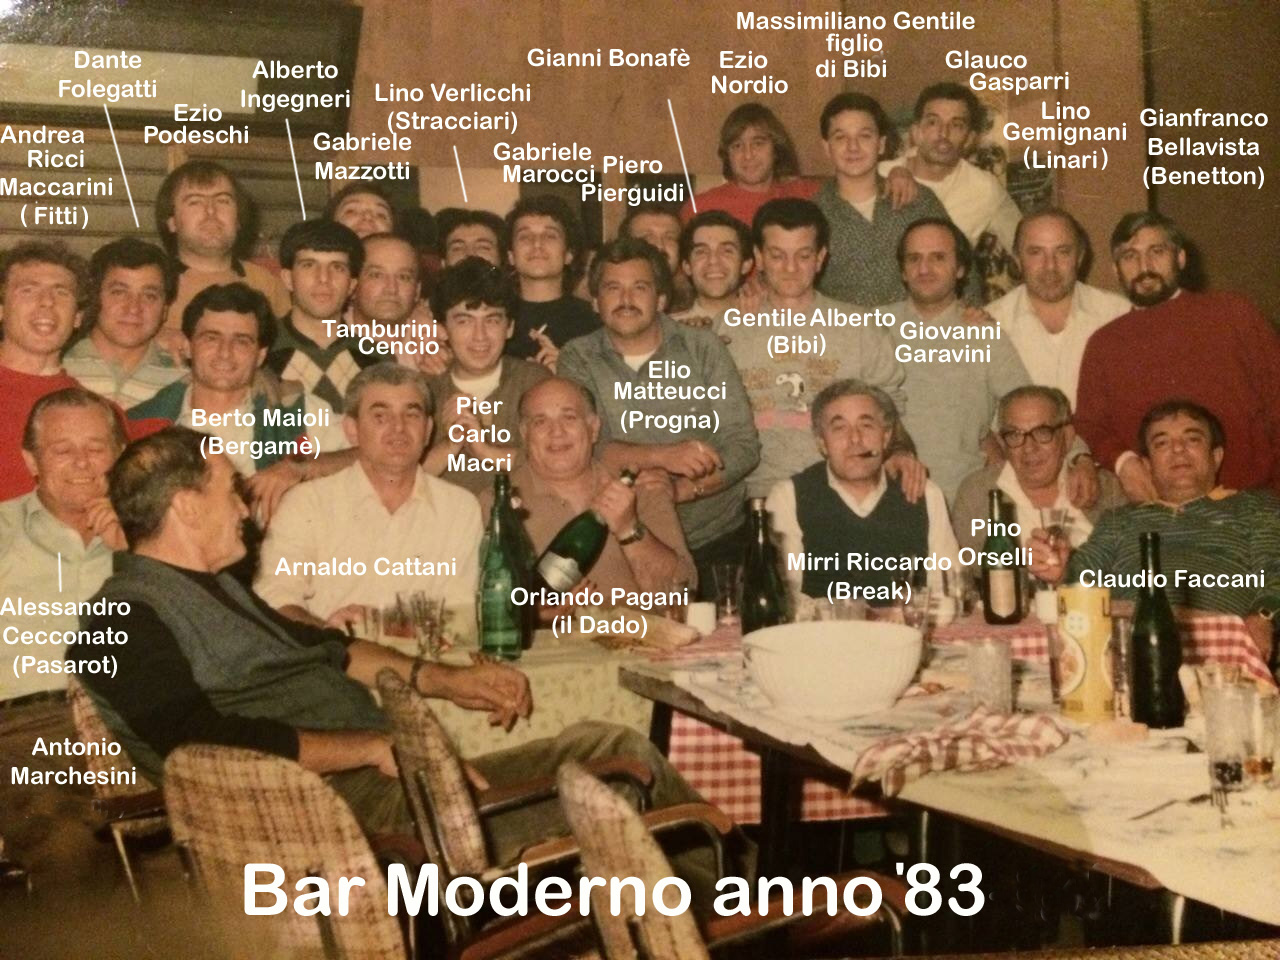 Massimiliano Gentile
figlio
di Bibi
Gianni Bonafè
Ezio
Nordio
Glauco
Gasparri
Dante
Folegatti
Alberto
Ingegneri
Lino Verlicchi
(Stracciari)
Ezio
Podeschi
Lino
Gemignani
(Linari)
Gianfranco
Bellavista
(Benetton)
Andrea
Ricci
Maccarini
(Fitti)
Gabriele
Mazzotti
Gabriele
Marocci
Piero
Pierguidi
Tamburini
Cencio
Gentile Alberto
(Bibi)
Giovanni
Garavini
Elio
Matteucci
(Progna)
Berto Maioli
(Bergamè)
Pier
Carlo
Macri
Arnaldo Cattani
Orlando Pagani
(il Dado)
Mirri Riccardo
(Break)
Pino
Orselli
Claudio Faccani
Alessandro
Cecconato
(Pasarot)
Antonio
Marchesini
Bar Moderno anno '83